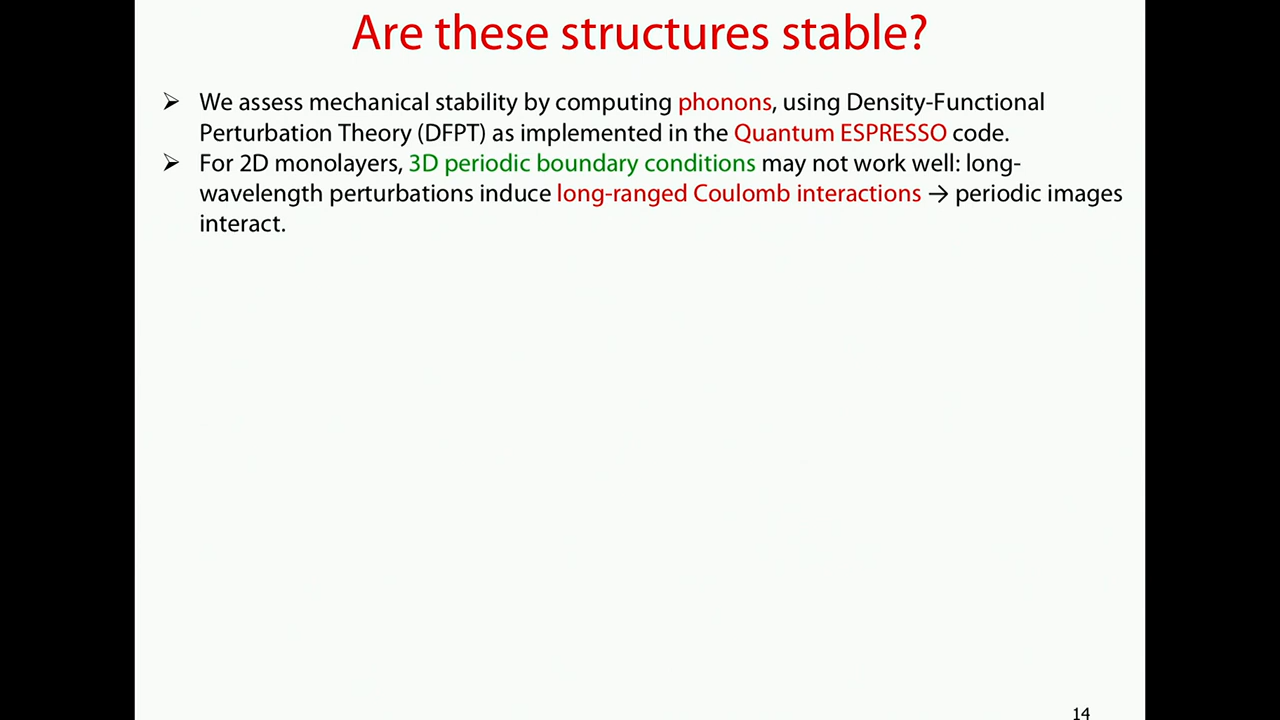 Are these structures stable?
➢ We assess mechanical stability by computing phonons, using Density-Functional
Perturbation Theory (DFPT) as implemented in the Quantum ESPRESSO code.
➢ For 2D monolayers, 3D periodic boundary conditions may not work well: long-
wavelength perturbations induce long-ranged Coulomb interactions → periodic images
interact.
14